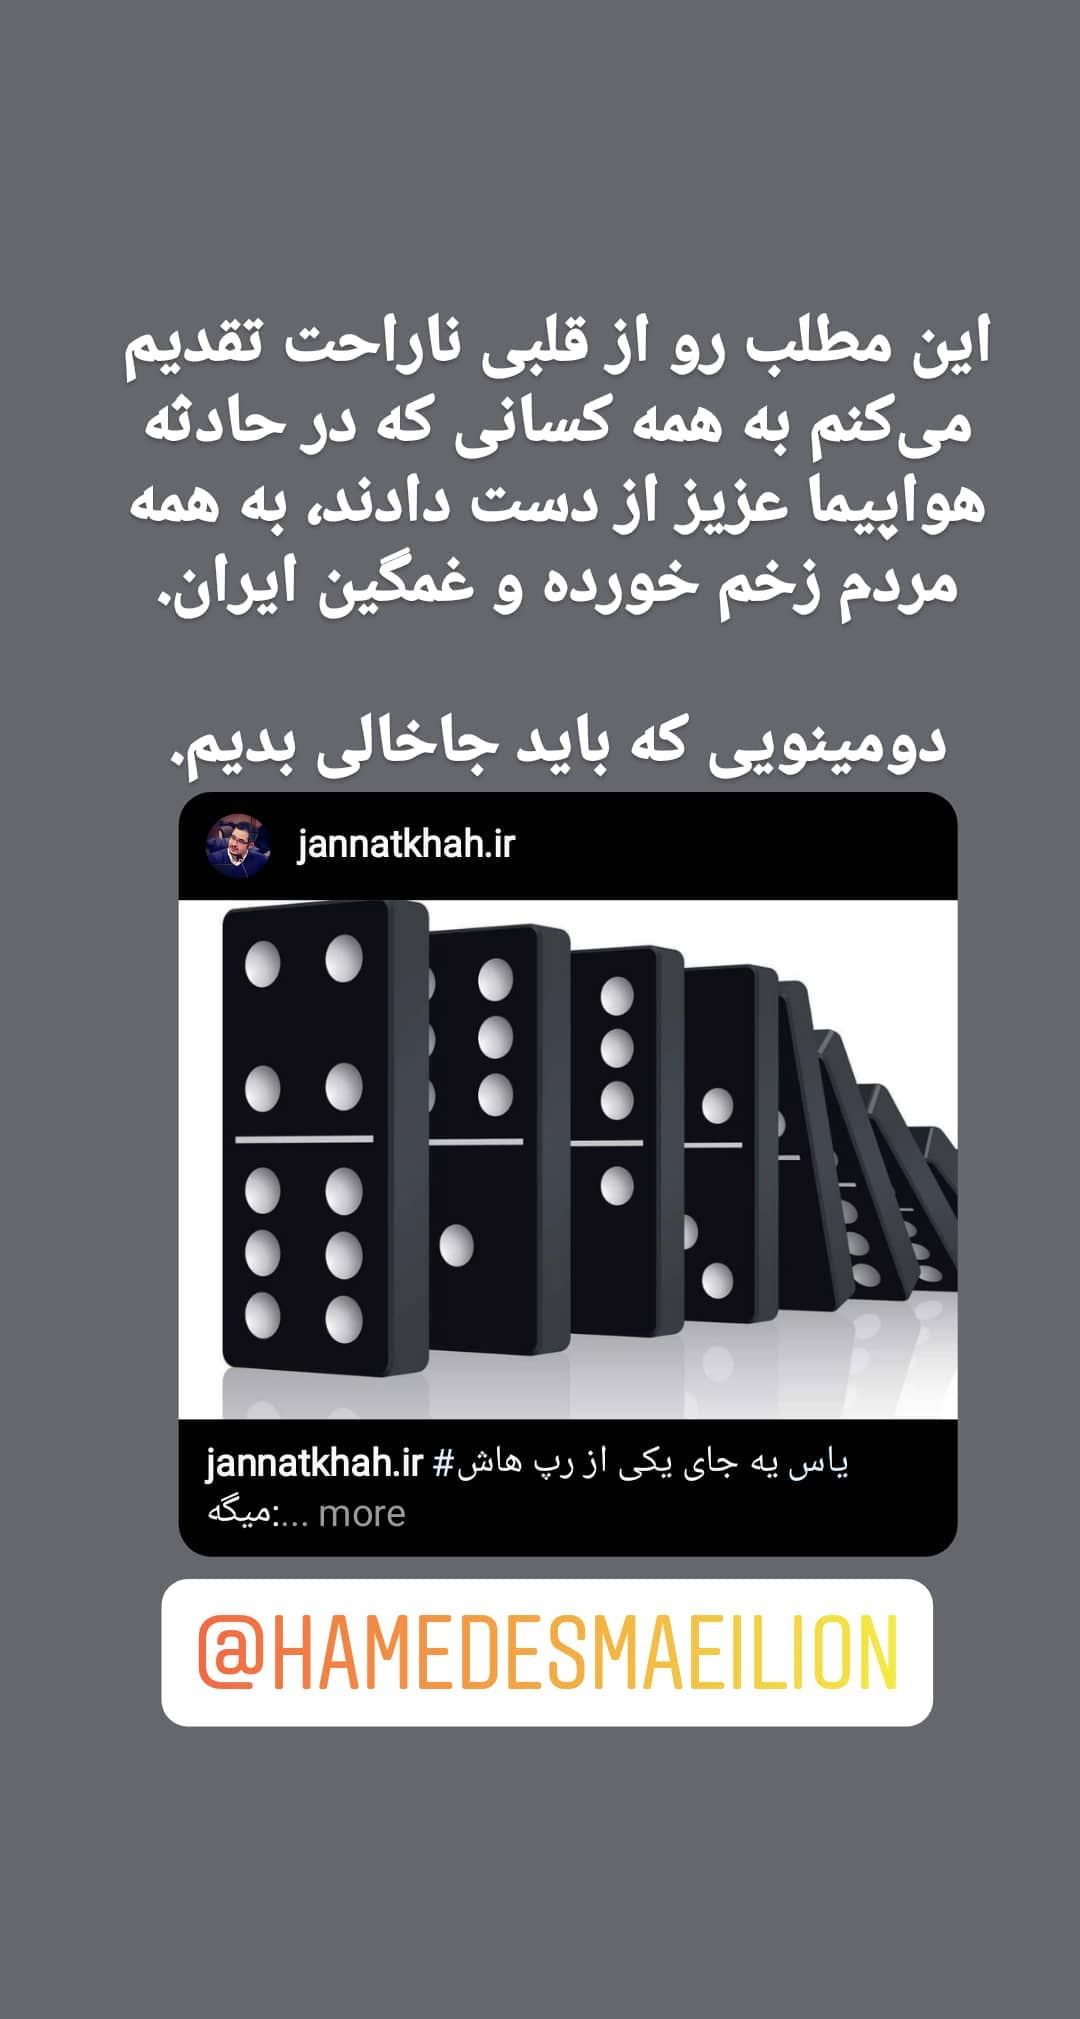 این مطلب رو از قلبی ناراحت تقدیم
می‌کنم به همه کسانی که در حادثه
هواپیما عزیز از دست دادند، به همه
مردم زخم خورده و غمگین ایران.
دومینویی که باید جاخالی بدیم.
jannatkhah.ir
jannatkhah.ir #یاس یه جای یکی از رپ هاش
میگه:... more
@HAMEDESMAEILION